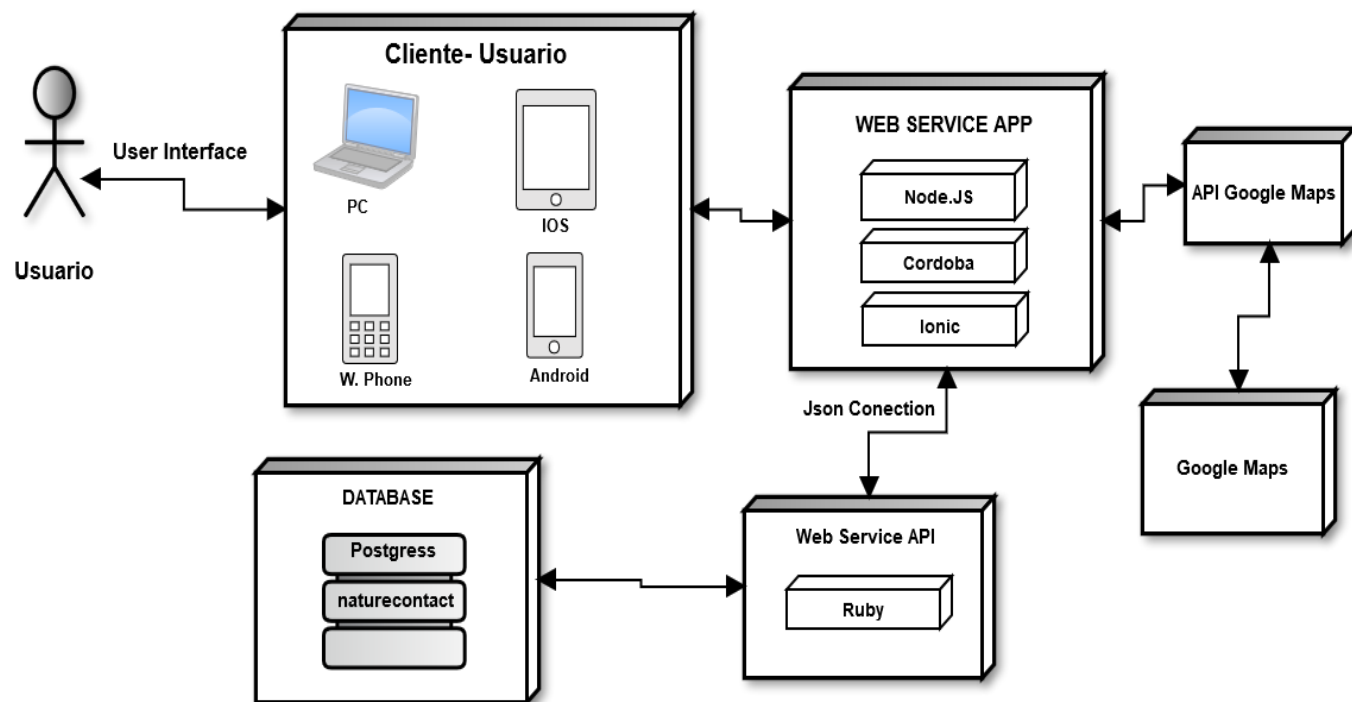 Cliente- Usuario
PC
IOS
W. Phone
Android
User Interface
Usuario
WEB SERVICE APP
Node.JS
Cordoba
Ionic
API Google Maps
Google Maps
Json Conection
DATABASE
Postgress
naturecontact
Web Service API
Ruby